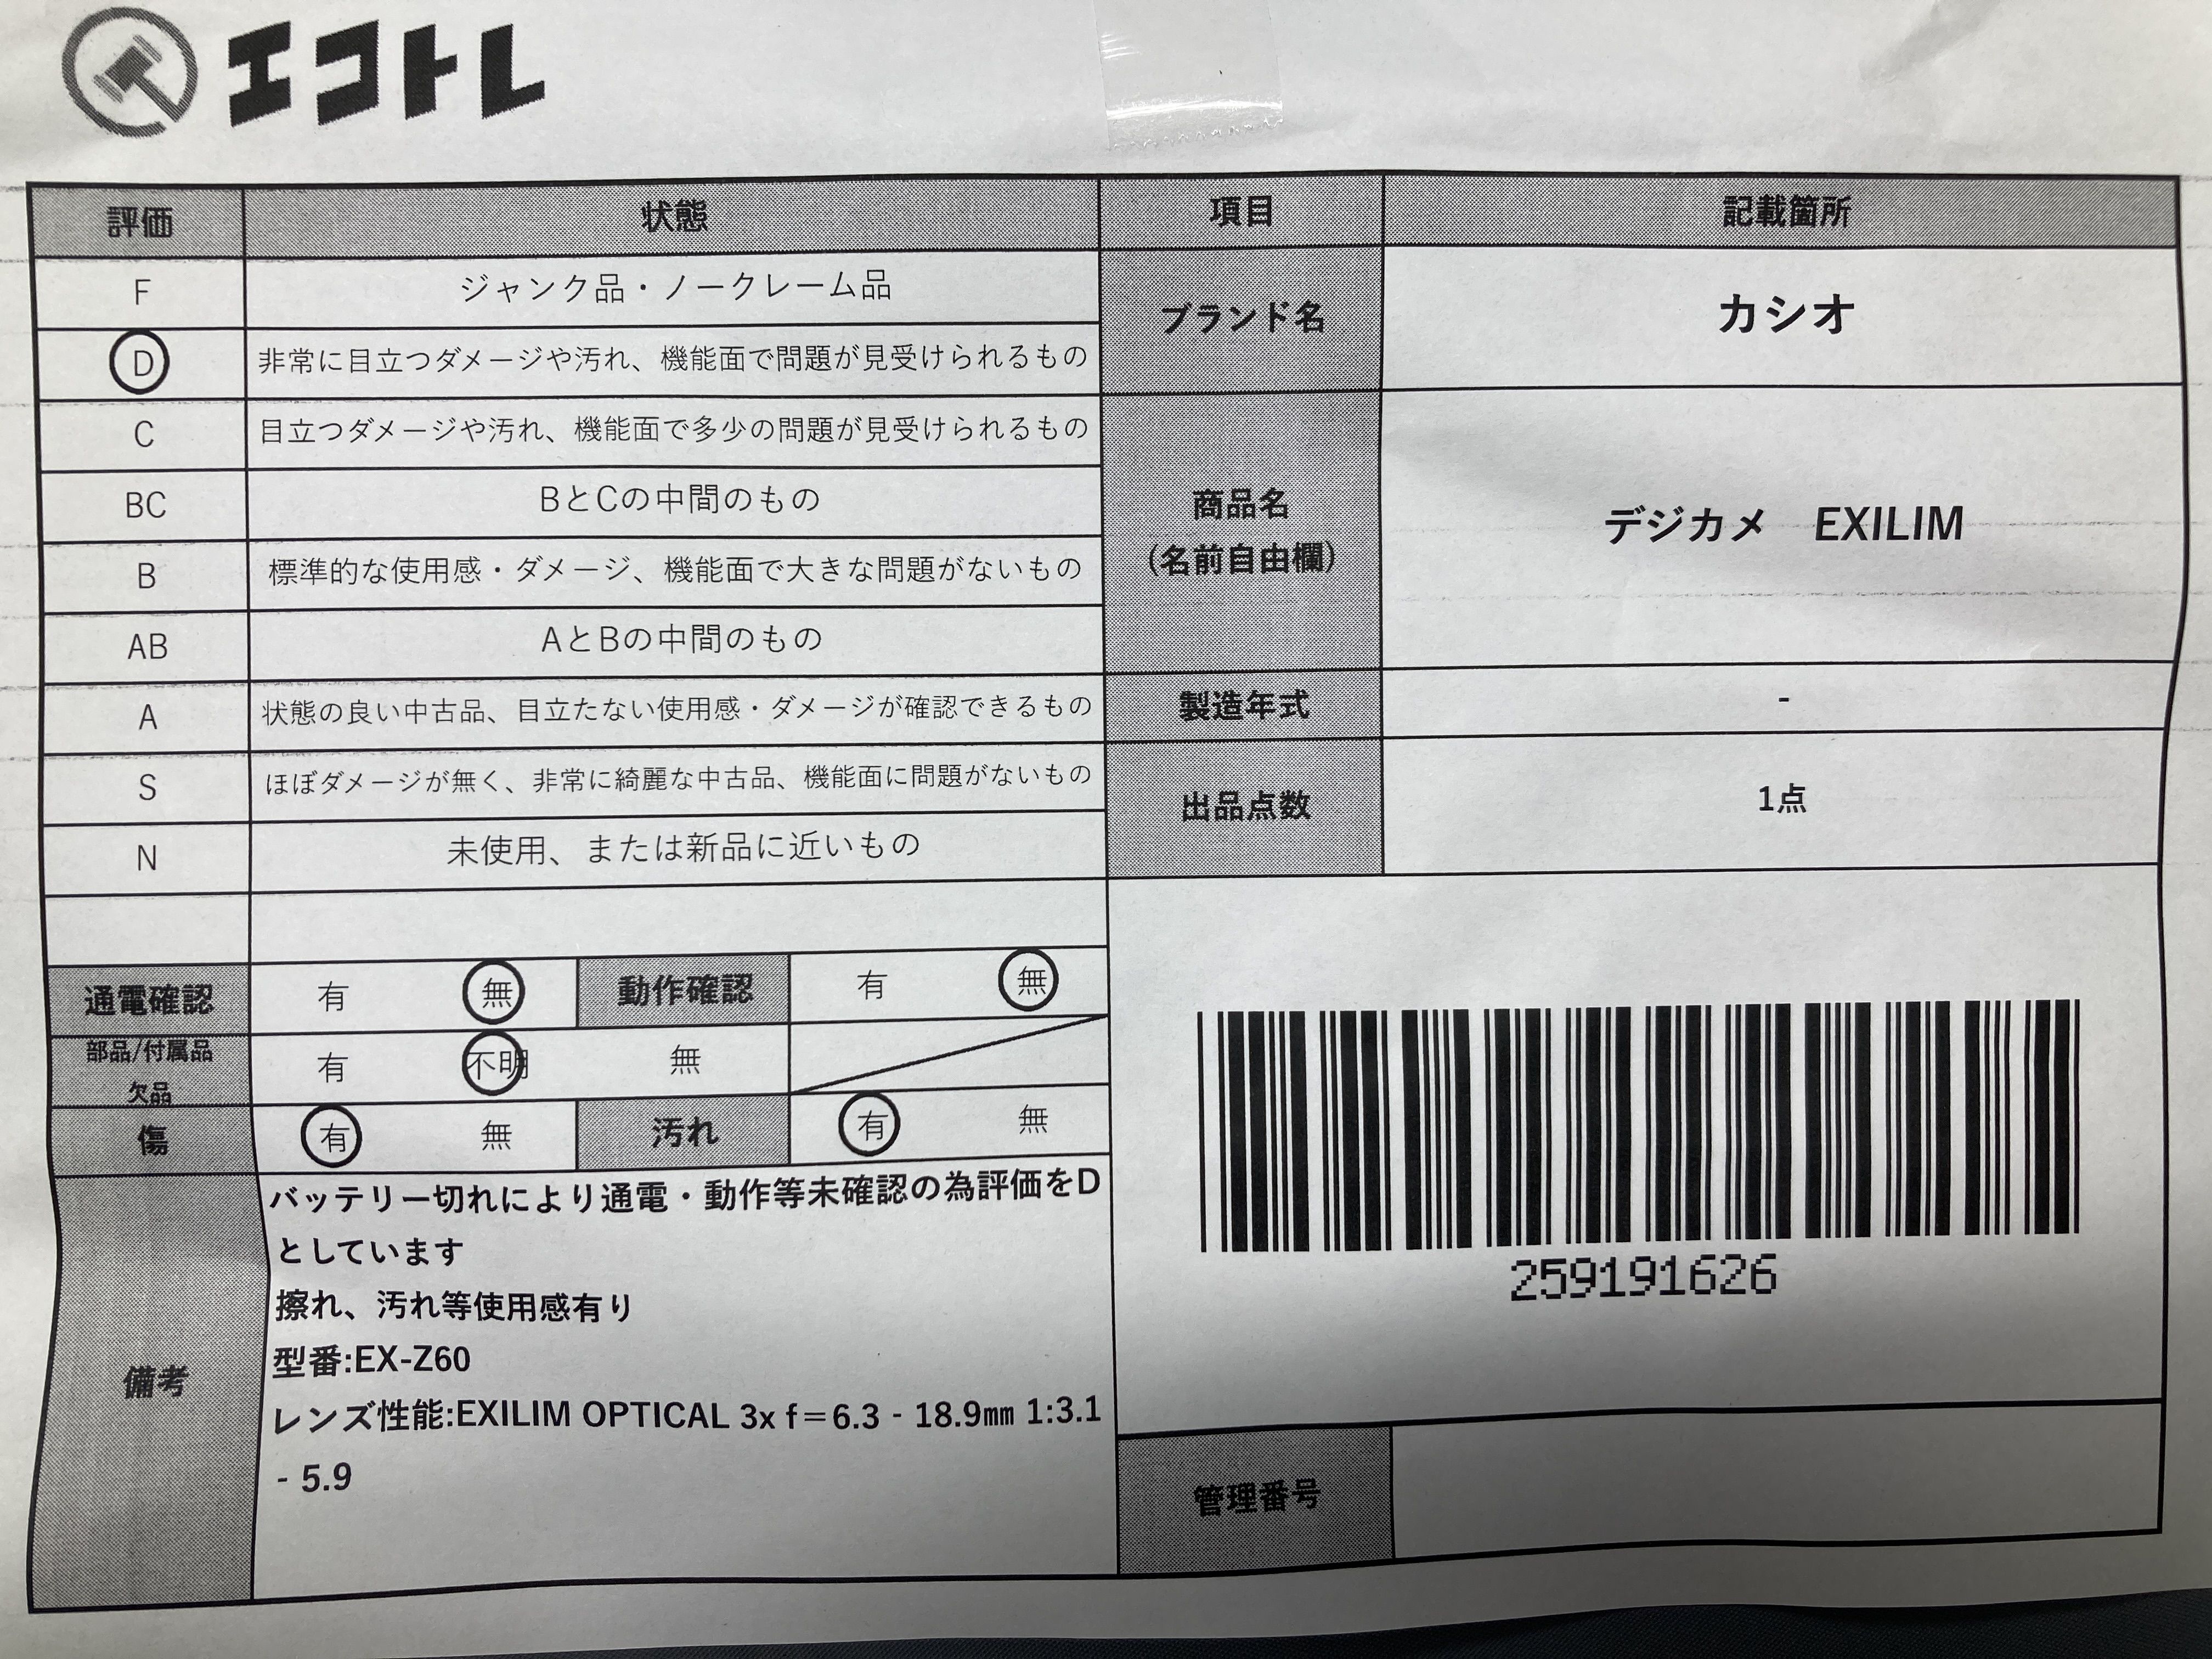 エコトレ
評価 状態
F ジャンク品・ノークレーム品
D 非常に目立つダメージや汚れ、機能面で問題が見受けられるもの
C 目立つダメージや汚れ、機能面で多少の問題が見受けられるもの
BC BとCの中間のもの
B 標準的な使用感・ダメージ、機能面で大きな問題がないもの
AB AとBの中間のもの
A 状態の良い中古品、目立たない使用感・ダメージが確認できるもの
S ほぼダメージが無く、非常に綺麗な中古品、機能面に問題がないもの
N 未使用、または新品に近いもの
通電確認 有 無 動作確認 有 無
部品/付属品
欠品 有 不明 無
傷 有 無 汚れ 有 無
備考
バッテリー切れにより通電・動作等未確認の為評価をD
としています
擦れ、汚れ等使用感有り
型番:EX-Z60
レンズ性能:EXILIM OPTICAL 3x f＝6.3 - 18.9㎜ 1:3.1
- 5.9
項目 記載箇所
ブランド名 カシオ
商品名
（名前自由欄） デジカメ　EXILIM
製造年式 -
出品点数 1点
259191626
管理番号